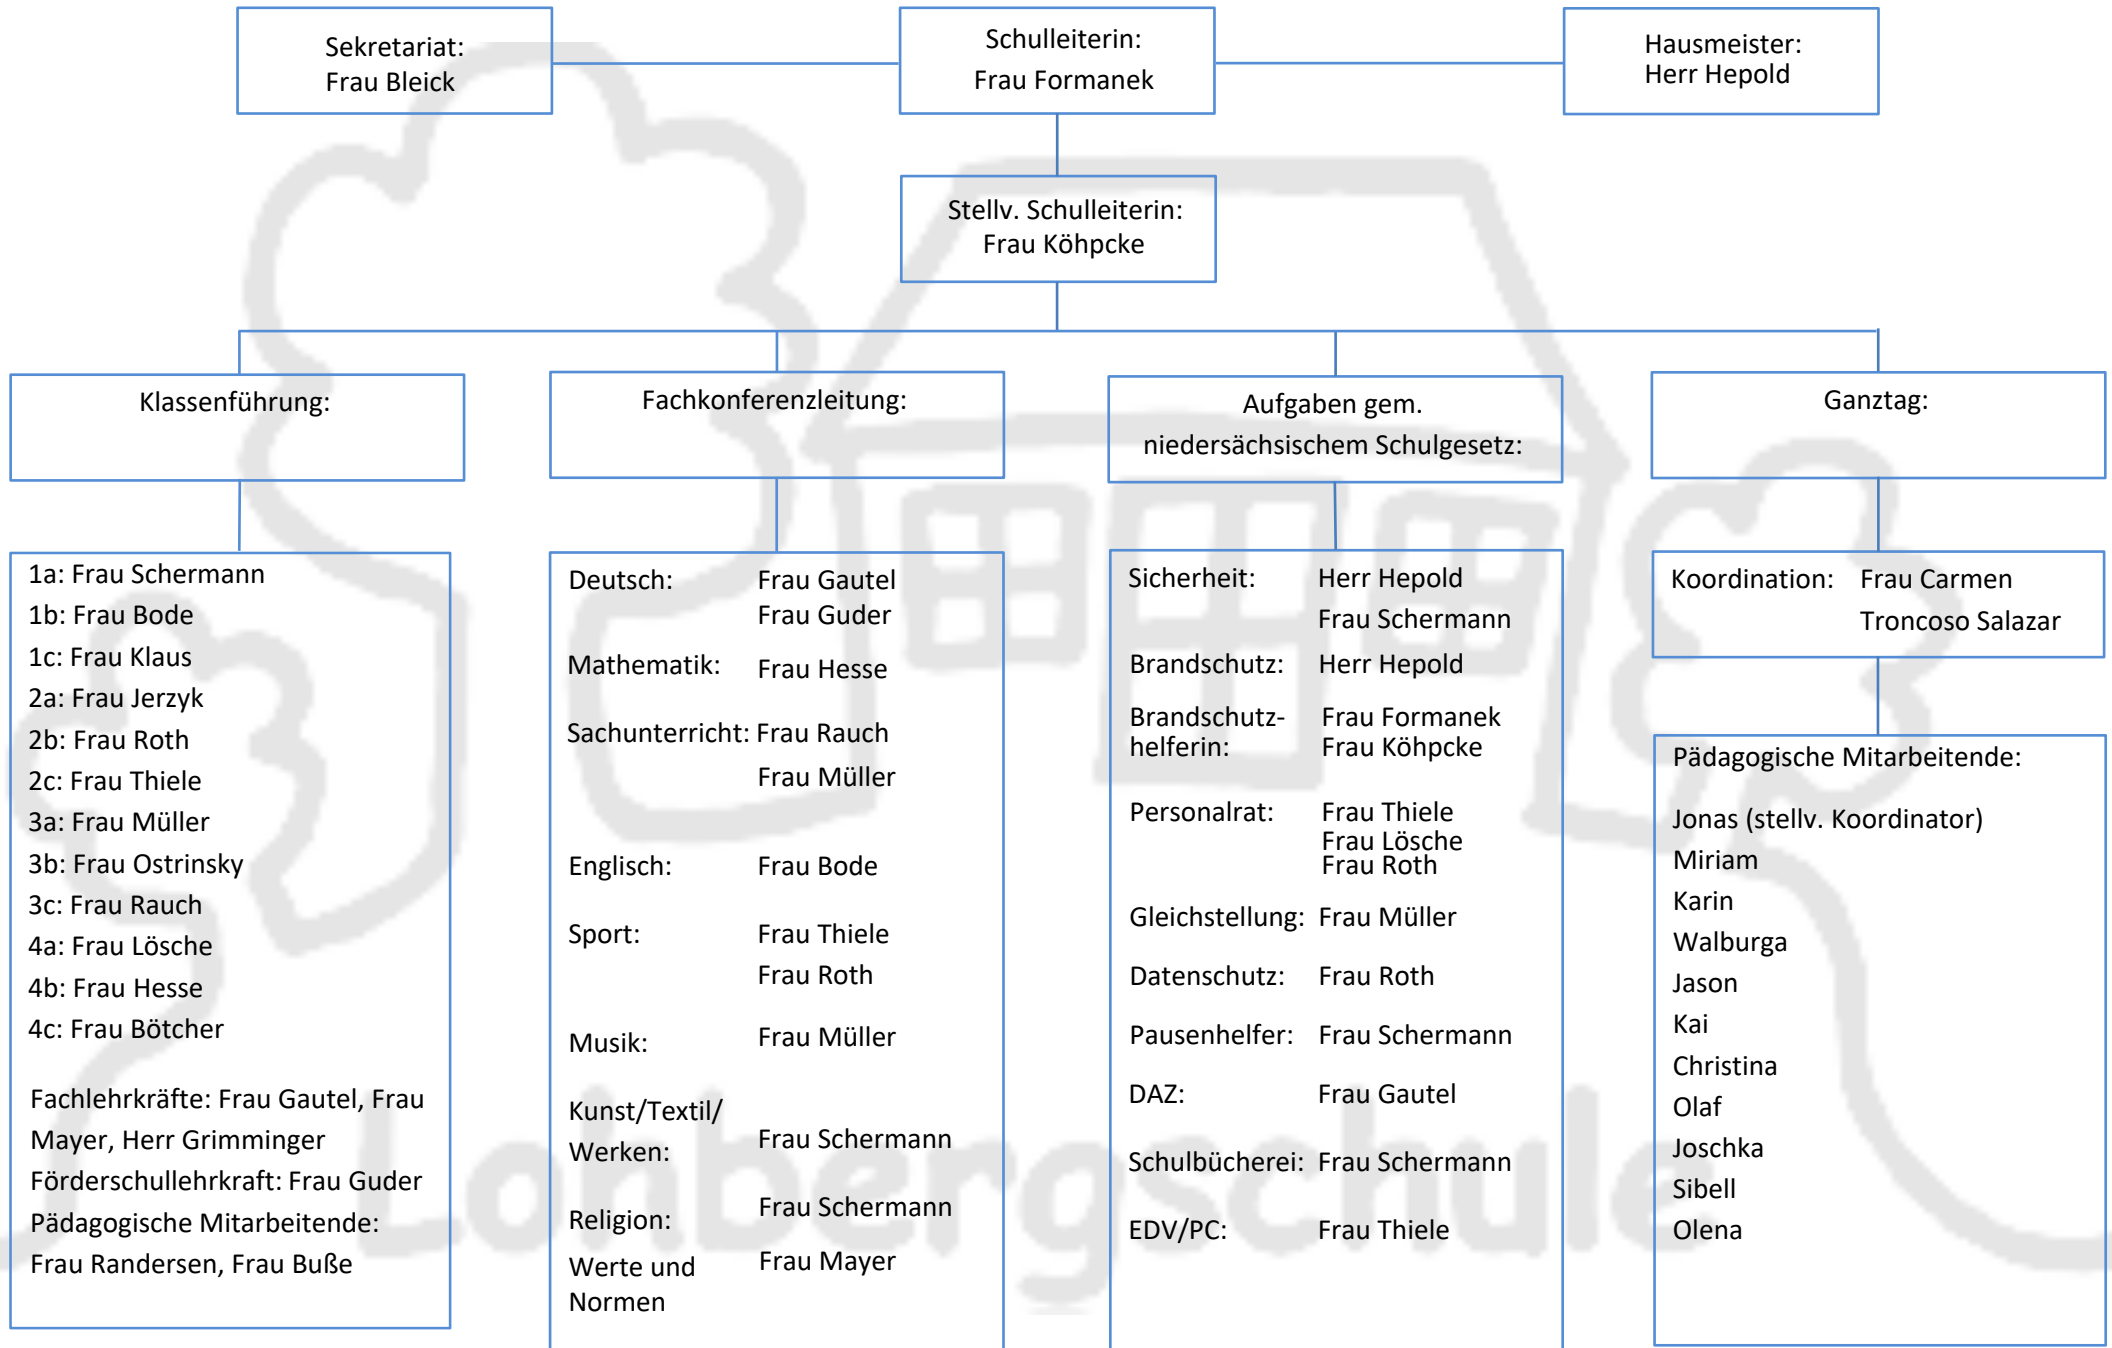 Sekretariat:
Frau Bleick
Schulleiterin:
Frau Formanek
Hausmeister:
Herr Hepold
Stellv. Schulleiterin:
Frau Köhpcke
Klassenführung:
Fachkonferenzleitung:
Aufgaben gem.
niedersächsischem Schulgesetz:
Ganztag:
1a: Frau Schermann
1b: Frau Bode
1c: Frau Klaus
2a: Frau Jerzyk
2b: Frau Roth
2c: Frau Thiele
3a: Frau Müller
3b: Frau Ostrinsky
3c: Frau Rauch
4a: Frau Lösche
4b: Frau Hesse
4c: Frau Bötcher
Fachlehrkräfte: Frau Gautel, Frau
Mayer, Herr Grimminger
Förderschullehrkraft: Frau Guder
Pädagogische Mitarbeitende:
Frau Randersen, Frau Buße
Deutsch: Frau Gautel
Frau Guder
Mathematik: Frau Hesse
Sachunterricht: Frau Rauch
Frau Müller
Englisch: Frau Bode
Sport: Frau Thiele
Frau Roth
Musik: Frau Müller
Kunst/Textil/
Werken: Frau Schermann
Religion: Frau Schermann
Werte und Frau Mayer
Normen
Sicherheit: Herr Hepold
Frau Schermann
Brandschutz: Herr Hepold
Brandschutz- Frau Formanek
helferin: Frau Köhpcke
Personalrat: Frau Thiele
Frau Lösche
Frau Roth
Gleichstellung: Frau Müller
Datenschutz: Frau Roth
Pausenhelfer: Frau Schermann
DAZ: Frau Gautel
Schulbücherei: Frau Schermann
EDV/PC: Frau Thiele
Koordination: Frau Carmen
Troncoso Salazar
Pädagogische Mitarbeitende:
Jonas (stellv. Koordinator)
Miriam
Karin
Walburga
Jason
Kai
Christina
Olaf
Joschka
Sibell
Olena
Lohbergschule